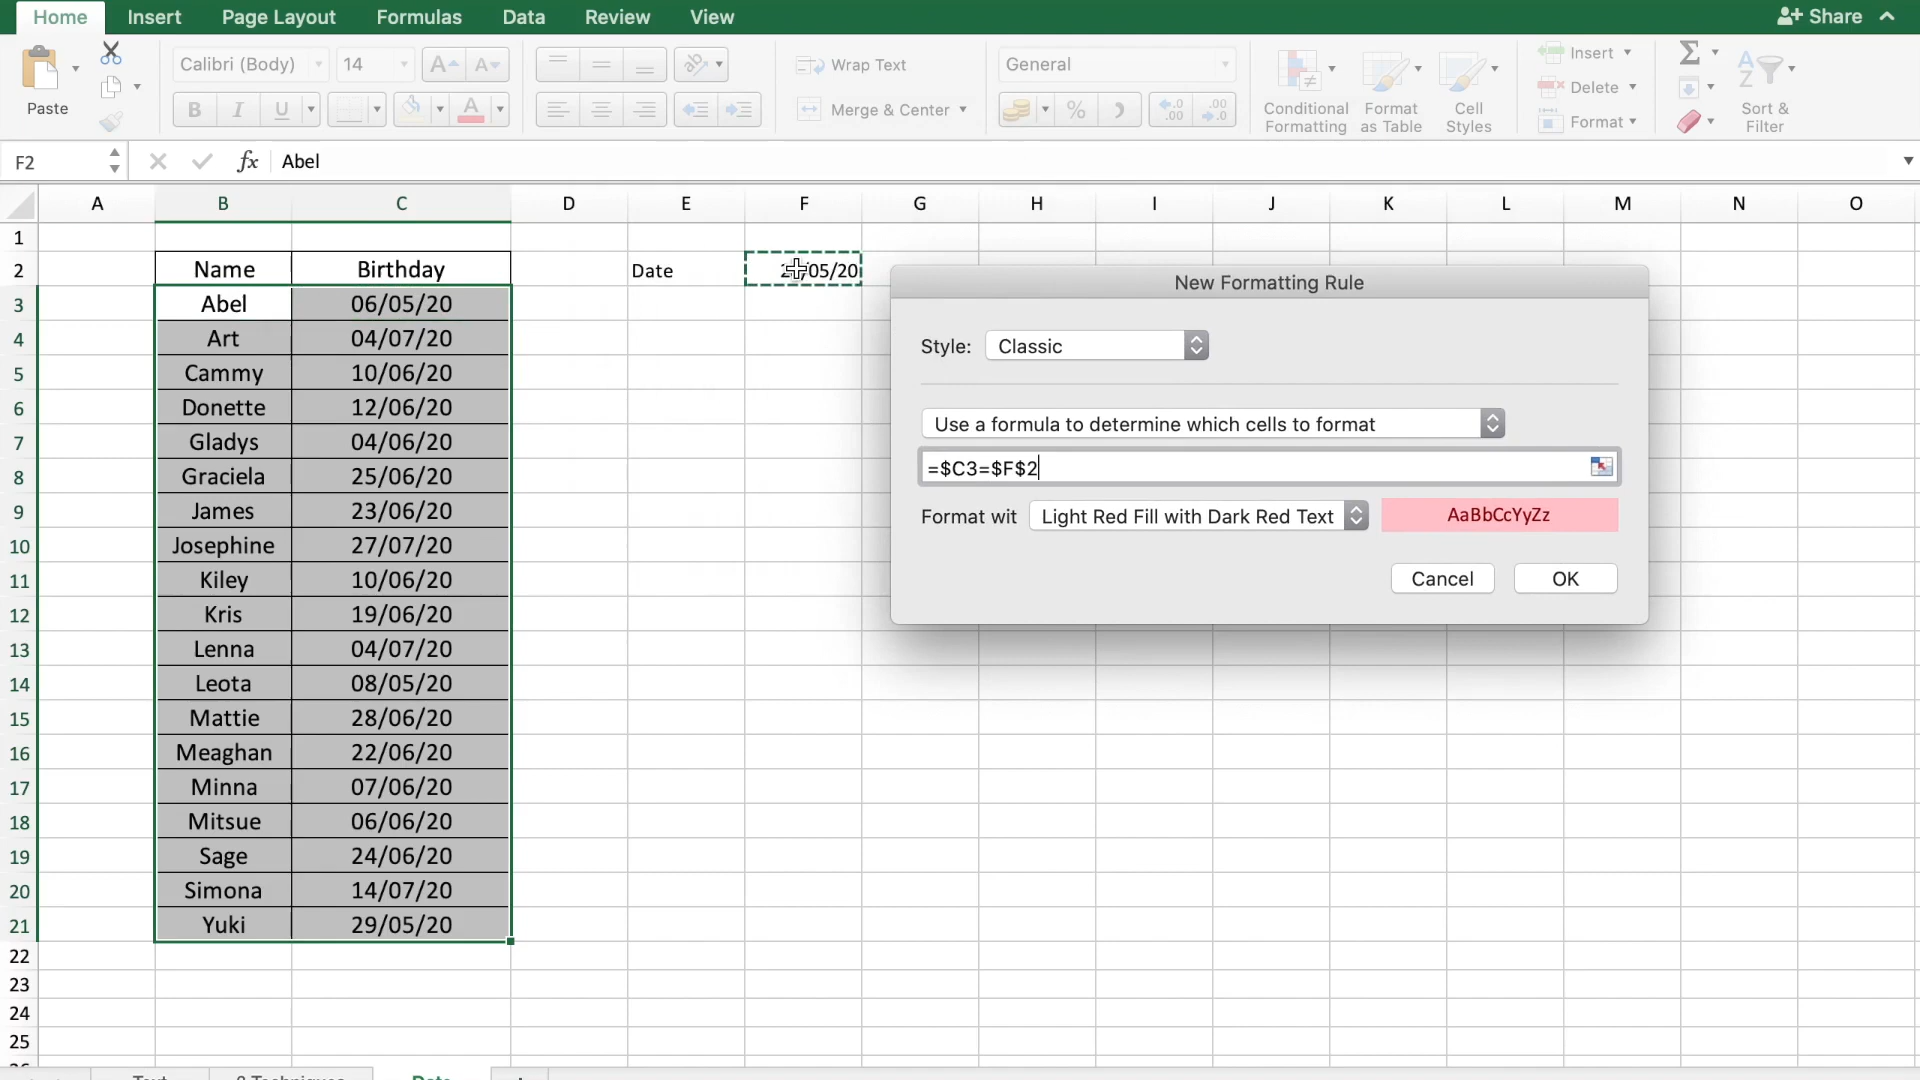 Home Insert Page Layout Formulas Data Review View Share
Paste
Calibri (Body) 14
B I U A
Wrap Text
Merge & Center
General
%
Conditional Formatting
Format as Table
Cell Styles
Insert
Delete
Format
Sort & Filter
F2 fx Abel
A B C D E F G H I J K L M N O
1
2 Name Birthday Date /05/20
3 Abel 06/05/20
4 Art 04/07/20
5 Cammy 10/06/20
6 Donette 12/06/20
7 Gladys 04/06/20
8 Graciela 25/06/20
9 James 23/06/20
10 Josephine 27/07/20
11 Kiley 10/06/20
12 Kris 19/06/20
13 Lenna 04/07/20
14 Leota 08/05/20
15 Mattie 28/06/20
16 Meaghan 22/06/20
17 Minna 07/06/20
18 Mitsue 06/06/20
19 Sage 24/06/20
20 Simona 14/07/20
21 Yuki 29/05/20
22
23
24
25
New Formatting Rule
Style: Classic
Use a formula to determine which cells to format
=$C3=$F$2
Format wit Light Red Fill with Dark Red Text AaBbCcYyZz
Cancel OK